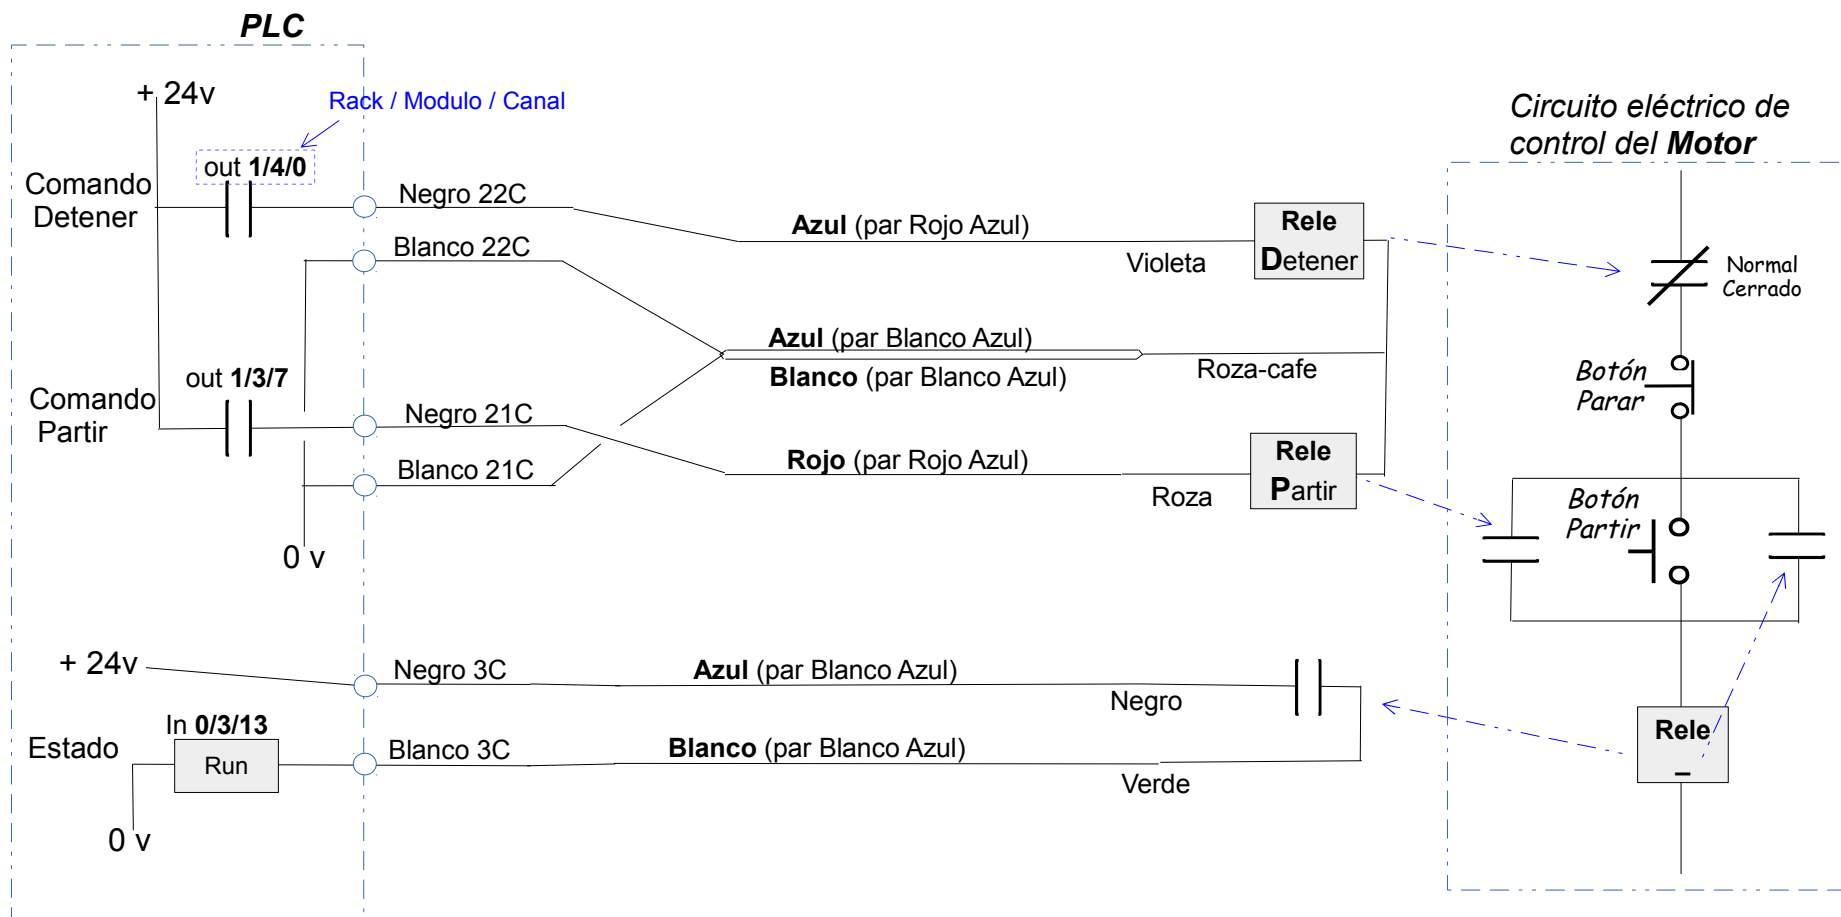 PLC
+ 24v
Rack / Modulo / Canal
out 1/4/0
Comando
Detener
Negro 22C
Blanco 22C
Azul (par Rojo Azul)
Violeta
Rele
Detener
Azul (par Blanco Azul)
Blanco (par Blanco Azul)
Roza-cafe
out 1/3/7
Comando
Partir
Negro 21C
Blanco 21C
Rojo (par Rojo Azul)
Roza
Rele
Partir
0 v
+ 24v
Negro 3C
Azul (par Blanco Azul)
Negro
In 0/3/13
Estado
Run
Blanco 3C
Blanco (par Blanco Azul)
Verde
0 v
Circuito eléctrico de
control del Motor
Normal
Cerrado
Botón
Parar
Botón
Partir
Rele
_